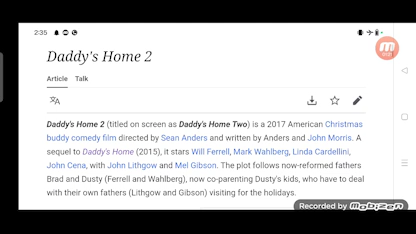 2:35
Daddy's Home 2
Article Talk
Daddy's Home 2 (titled on screen as Daddy's Home Two) is a 2017 American Christmas
buddy comedy film directed by Sean Anders and written by Anders and John Morris. A
sequel to Daddy's Home (2015), it stars Will Ferrell, Mark Wahlberg, Linda Cardellini,
John Cena, with John Lithgow and Mel Gibson. The plot follows now-reformed fathers
Brad and Dusty (Ferrell and Wahlberg), now co-parenting Dusty's kids, who have to deal
with their own fathers (Lithgow and Gibson) visiting for the holidays.
Recorded by Mobizen